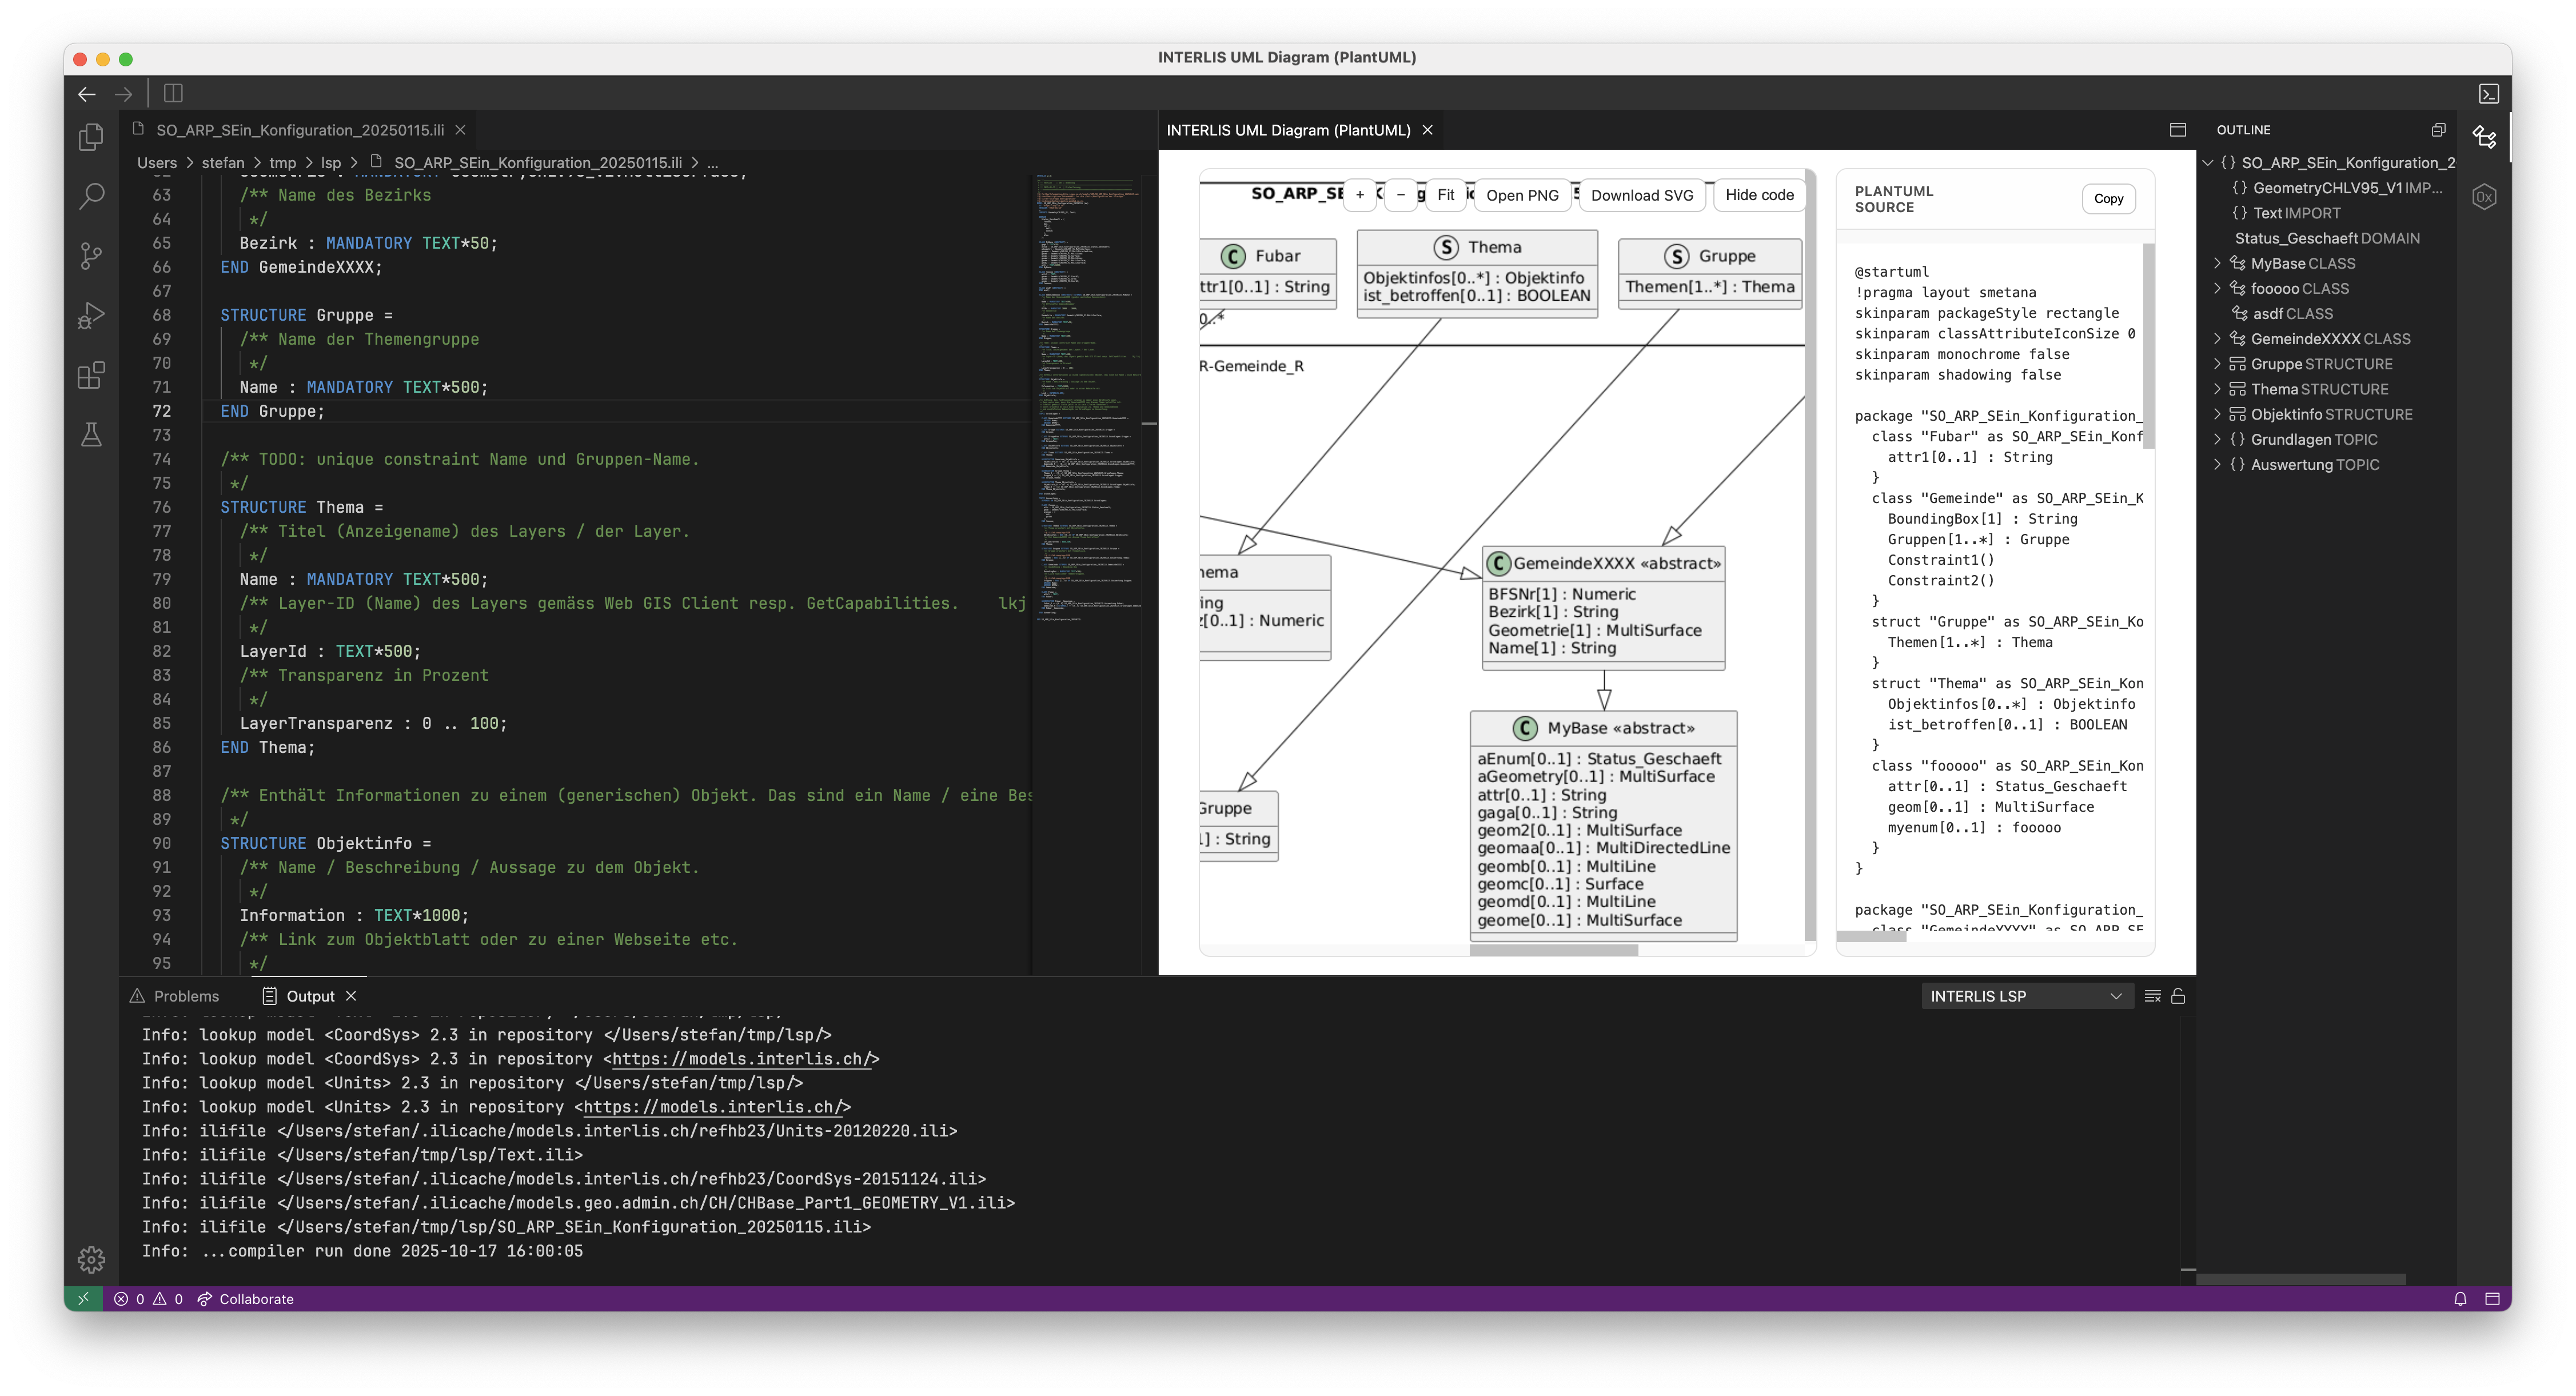 INTERLIS UML Diagram (PlantUML)
SO_ARP_SEin_Konfiguration_20250115.ili
Users > stefan > tmp > lsp > SO_ARP_SEin_Konfiguration_20250115.ili > ...
63 /** Name des Bezirks
64 */
65 Bezirk : MANDATORY TEXT*50;
66 END GemeindeXXXX;
67
68 STRUCTURE Gruppe =
69 /** Name der Themengruppe
70 */
71 Name : MANDATORY TEXT*500;
72 END Gruppe;
73
74 /** TODO: unique constraint Name und Gruppen-Name.
75 */
76 STRUCTURE Thema =
77 /** Titel (Anzeigename) des Layers / der Layer.
78 */
79 Name : MANDATORY TEXT*500;
80 /** Layer-ID (Name) des Layers gemäss Web GIS Client resp. GetCapabilities. lkj
81 */
82 LayerId : TEXT*500;
83 /** Transparenz in Prozent
84 */
85 LayerTransparenz : 0 .. 100;
86 END Thema;
87
88 /** Enthält Informationen zu einem (generischen) Objekt. Das sind ein Name / eine Bes
89 */
90 STRUCTURE Objektinfo =
91 /** Name / Beschreibung / Aussage zu dem Objekt.
92 */
93 Information : TEXT*1000;
94 /** Link zum Objektblatt oder zu einer Webseite etc.
95 */
INTERLIS UML Diagram (PlantUML)
SO_ARP_SE
+ − Fit Open PNG Download SVG Hide code
C Fubar
ttr1[0..1] : String
0..*
S Thema
Objektinfos[0..*] : Objektinfo
ist_betroffen[0..1] : BOOLEAN
S Gruppe
Themen[1..*] : Thema
R-Gemeinde_R
hema
ing
z[0..1] : Numeric
C GemeindeXXXX «abstract»
BFSNr[1] : Numeric
Bezirk[1] : String
Geometrie[1] : MultiSurface
Name[1] : String
Gruppe
1] : String
C MyBase «abstract»
aEnum[0..1] : Status_Geschaeft
aGeometry[0..1] : MultiSurface
attr[0..1] : String
gaga[0..1] : String
geom2[0..1] : MultiSurface
geomaa[0..1] : MultiDirectedLine
geomb[0..1] : MultiLine
geomc[0..1] : Surface
geomd[0..1] : MultiLine
geome[0..1] : MultiSurface
PLANTUML
SOURCE
Copy
@startuml
!pragma layout smetana
skinparam packageStyle rectangle
skinparam classAttributeIconSize 0
skinparam monochrome false
skinparam shadowing false
package "SO_ARP_SEin_Konfiguration_
class "Fubar" as SO_ARP_SEin_Konf
attr1[0..1] : String
}
class "Gemeinde" as SO_ARP_SEin_K
BoundingBox[1] : String
Gruppen[1..*] : Gruppe
Constraint1()
Constraint2()
}
struct "Gruppe" as SO_ARP_SEin_Ko
Themen[1..*] : Thema
}
struct "Thema" as SO_ARP_SEin_Kon
Objektinfos[0..*] : Objektinfo
ist_betroffen[0..1] : BOOLEAN
}
class "fooooo" as SO_ARP_SEin_Kon
attr[0..1] : Status_Geschaeft
geom[0..1] : MultiSurface
myenum[0..1] : fooooo
}
}
package "SO_ARP_SEin_Konfiguration_
class "GemeindeXXXX" as SO_ARP_SE
OUTLINE
{} SO_ARP_SEin_Konfiguration_2
{} GeometryCHLV95_V1 IMP...
{} Text IMPORT
Status_Geschaeft DOMAIN
MyBase CLASS
fooooo CLASS
asdf CLASS
GemeindeXXXX CLASS
Gruppe STRUCTURE
Thema STRUCTURE
Objektinfo STRUCTURE
{} Grundlagen TOPIC
{} Auswertung TOPIC
0x
Problems
Output
INTERLIS LSP
Info: lookup model <CoordSys> 2.3 in repository </Users/stefan/tmp/lsp/>
Info: lookup model <CoordSys> 2.3 in repository <https://models.interlis.ch/>
Info: lookup model <Units> 2.3 in repository </Users/stefan/tmp/lsp/>
Info: lookup model <Units> 2.3 in repository <https://models.interlis.ch/>
Info: ilifile </Users/stefan/.ilicache/models.interlis.ch/refhb23/Units-20120220.ili>
Info: ilifile </Users/stefan/tmp/lsp/Text.ili>
Info: ilifile </Users/stefan/.ilicache/models.interlis.ch/refhb23/CoordSys-20151124.ili>
Info: ilifile </Users/stefan/.ilicache/models.geo.admin.ch/CH/CHBase_Part1_GEOMETRY_V1.ili>
Info: ilifile </Users/stefan/tmp/lsp/SO_ARP_SEin_Konfiguration_20250115.ili>
Info: ...compiler run done 2025-10-17 16:00:05
0 0 Collaborate